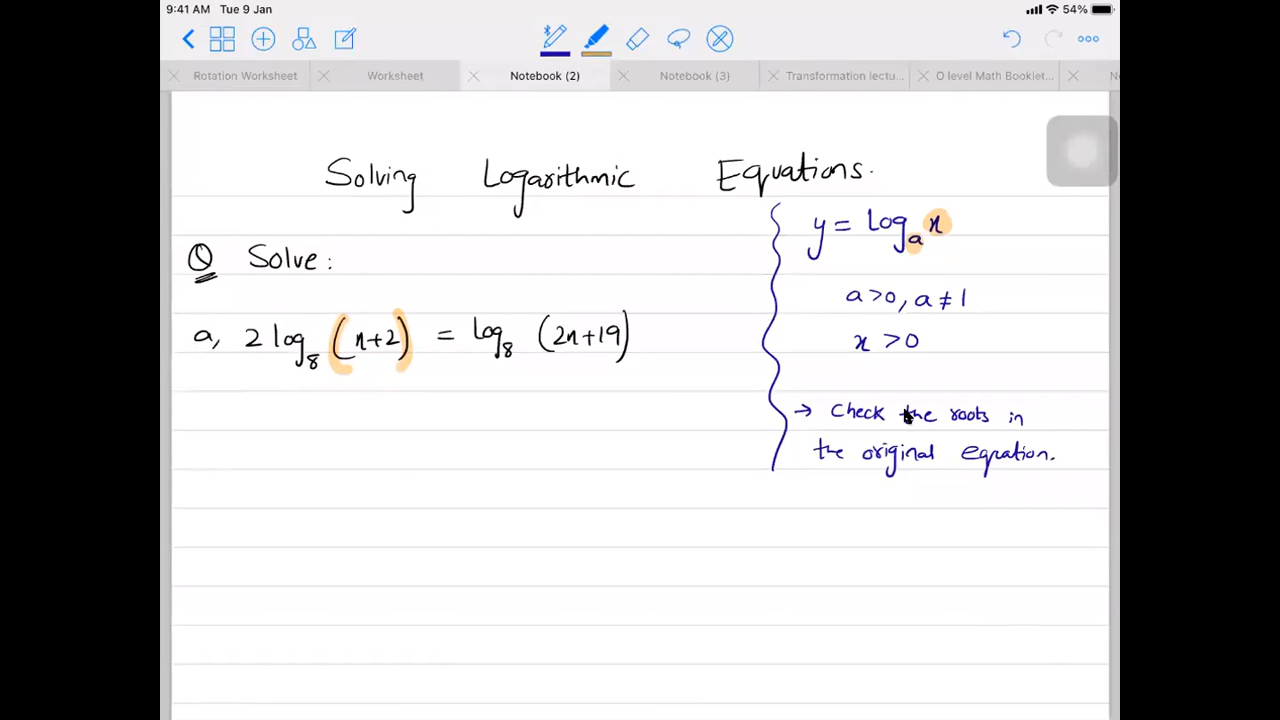 9:41 AM Tue 9 Jan 54%
Rotation Worksheet Worksheet Notebook (2) Notebook (3) Transformation lectu... O level Math Booklet...
Solving Logarithmic Equations.
y = log_a x
Q Solve:
a > 0, a ≠ 1
a, 2 log_8 (x+2) = log_8 (2x+19)
x > 0
→ Check the roots in
the original equation.